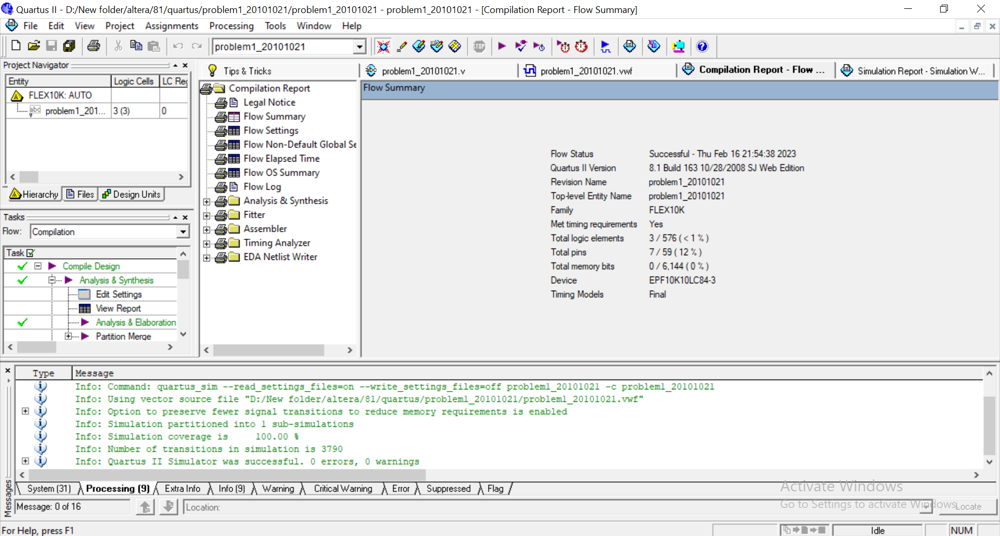 Quartus II - D:/New folder/altera/81/quartus/problem1_20101021/problem1_20101021 - problem1_20101021 - [Compilation Report - Flow Summary]
File Edit View Project Assignments Processing Tools Window Help
problem1_20101021
STOP
Project Navigator
Entity Logic Cells LC Reg
FLEX10K: AUTO
abc problem1_201... 3 (3) 0
Hierarchy Files Design Units
Tasks
Flow: Compilation
Task
Compile Design
Analysis & Synthesis
Edit Settings
View Report
Analysis & Elaboration
Partition Merge
Tips & Tricks
abc problem1_20101021.v
problem1_20101021.vwf
Compilation Report - Flow ...
Simulation Report - Simulation W...
Compilation Report
Legal Notice
Flow Summary
Flow Settings
Flow Non-Default Global Se
Flow Elapsed Time
Flow OS Summary
Flow Log
Analysis & Synthesis
Fitter
Assembler
Timing Analyzer
EDA Netlist Writer
Flow Summary
Flow Status Successful - Thu Feb 16 21:54:38 2023
Quartus II Version 8.1 Build 163 10/28/2008 SJ Web Edition
Revision Name problem1_20101021
Top-level Entity Name problem1_20101021
Family FLEX10K
Met timing requirements Yes
Total logic elements 3 / 576 ( < 1 % )
Total pins 7 / 59 ( 12 % )
Total memory bits 0 / 6,144 ( 0 % )
Device EPF10K10LC84-3
Timing Models Final
Type Message
Info: Command: quartus_sim --read_settings_files=on --write_settings_files=off problem1_20101021 -c problem1_20101021
Info: Using vector source file "D:/New folder/altera/81/quartus/problem1_20101021/problem1_20101021.vwf"
Info: Option to preserve fewer signal transitions to reduce memory requirements is enabled
Info: Simulation partitioned into 1 sub-simulations
Info: Simulation coverage is 100.00 %
Info: Number of transitions in simulation is 3790
Info: Quartus II Simulator was successful. 0 errors, 0 warnings
System (31) Processing (9) Extra Info Info (9) Warning Critical Warning Error Suppressed Flag
Messages
Message: 0 of 16
Location:
Locate
Activate Windows
Go to Settings to activate Windows.
For Help, press F1
Idle
NUM